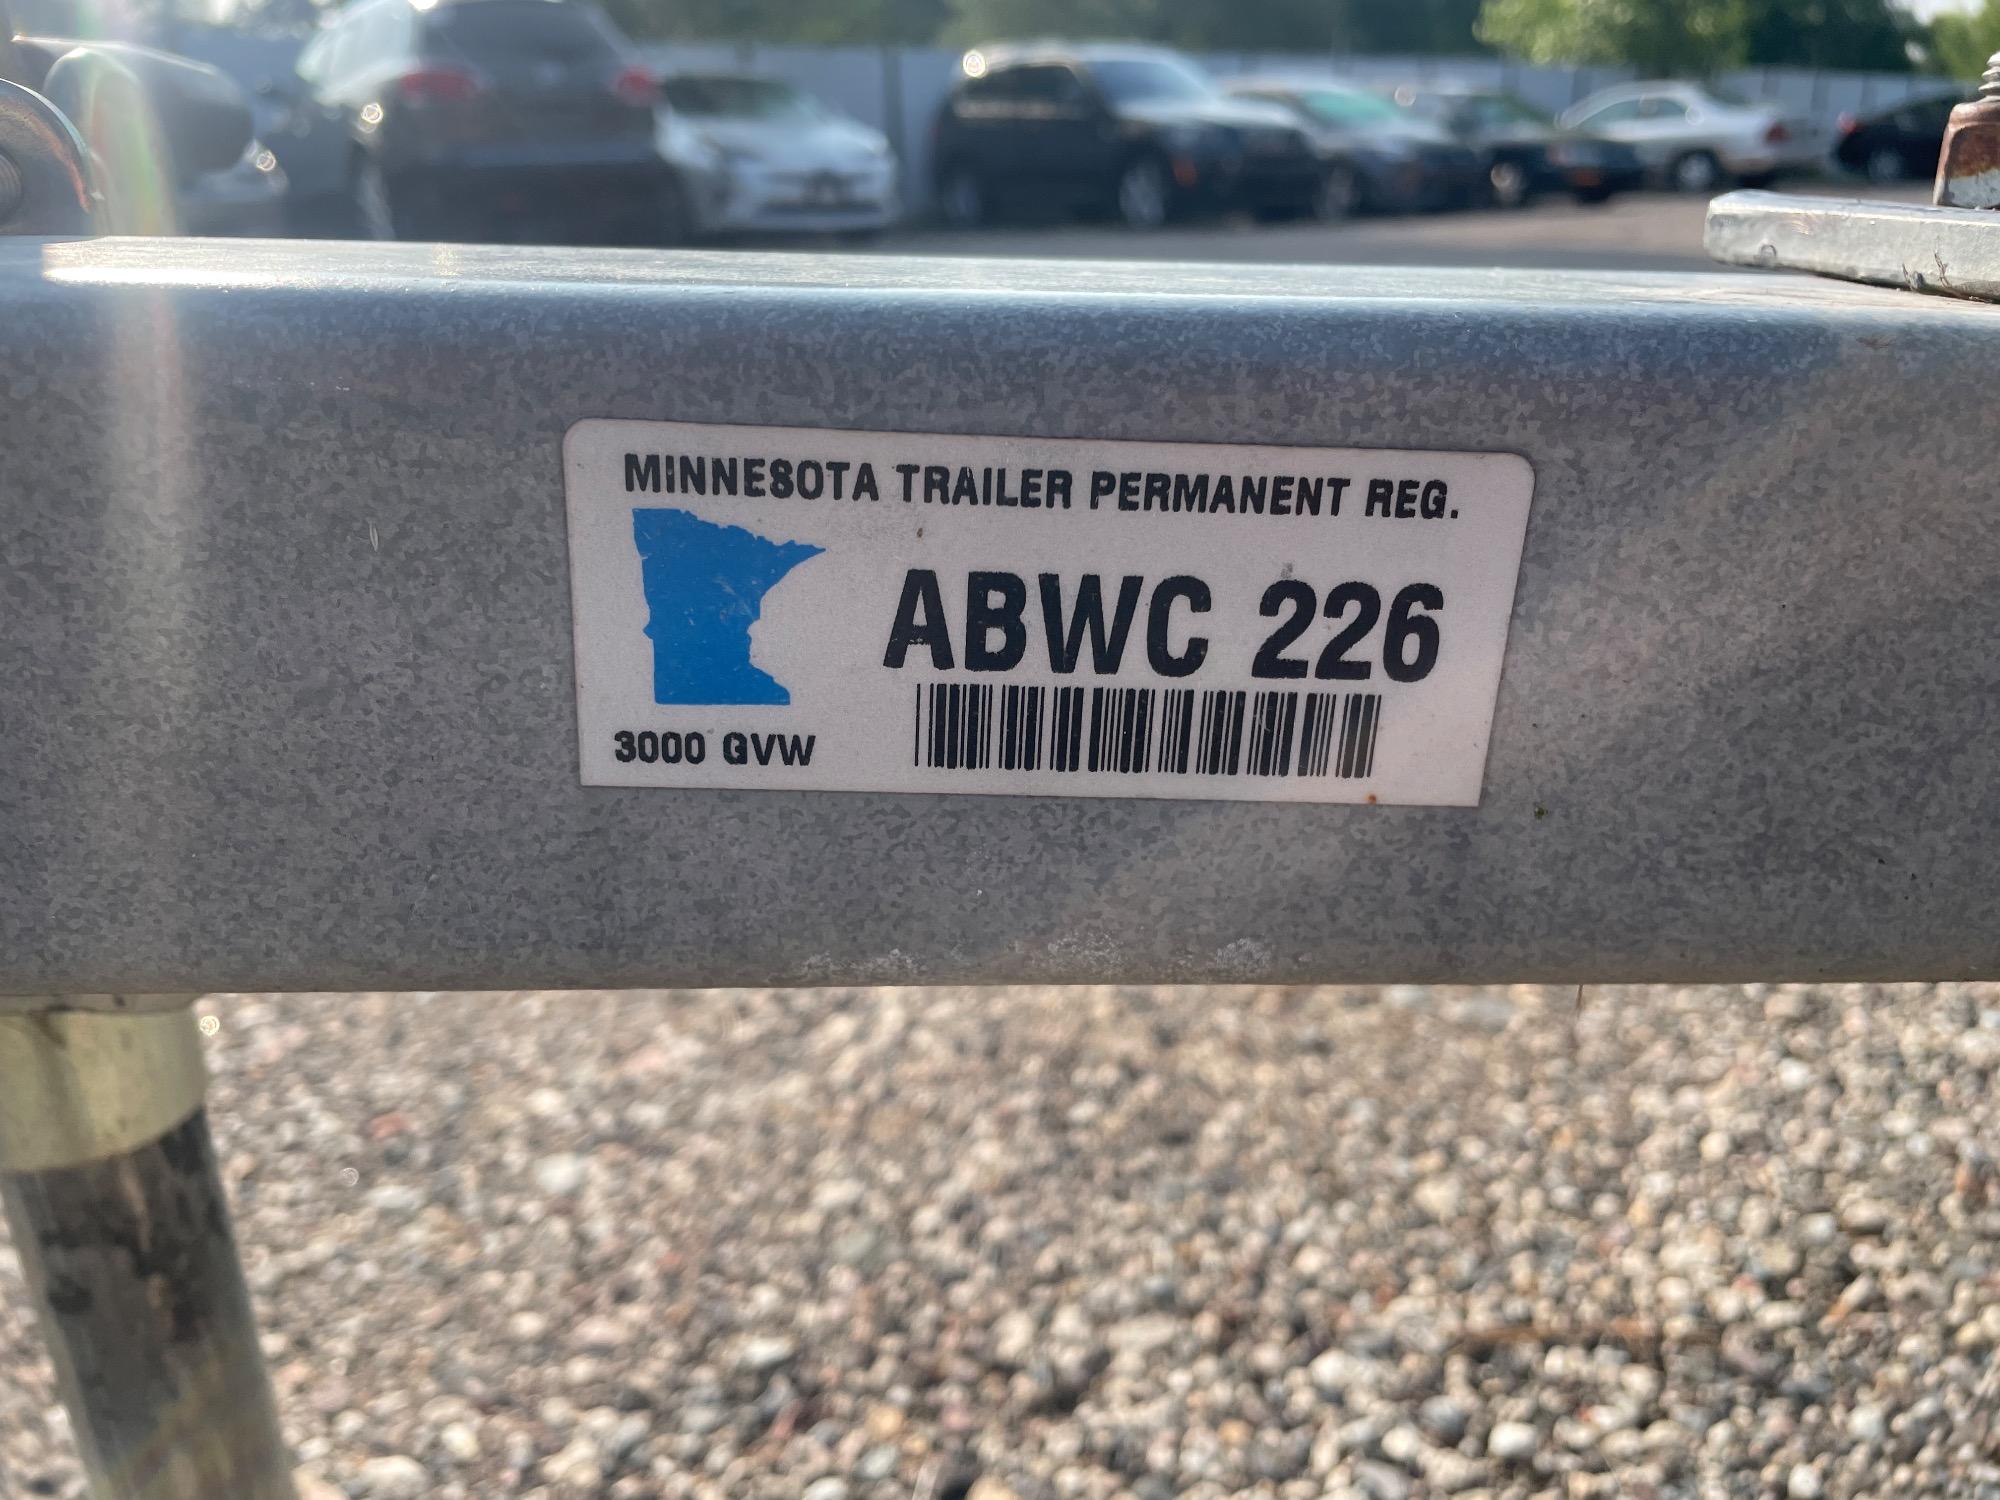 MINNESOTA TRAILER PERMANENT REG.
ABWC 226
3000 GVW